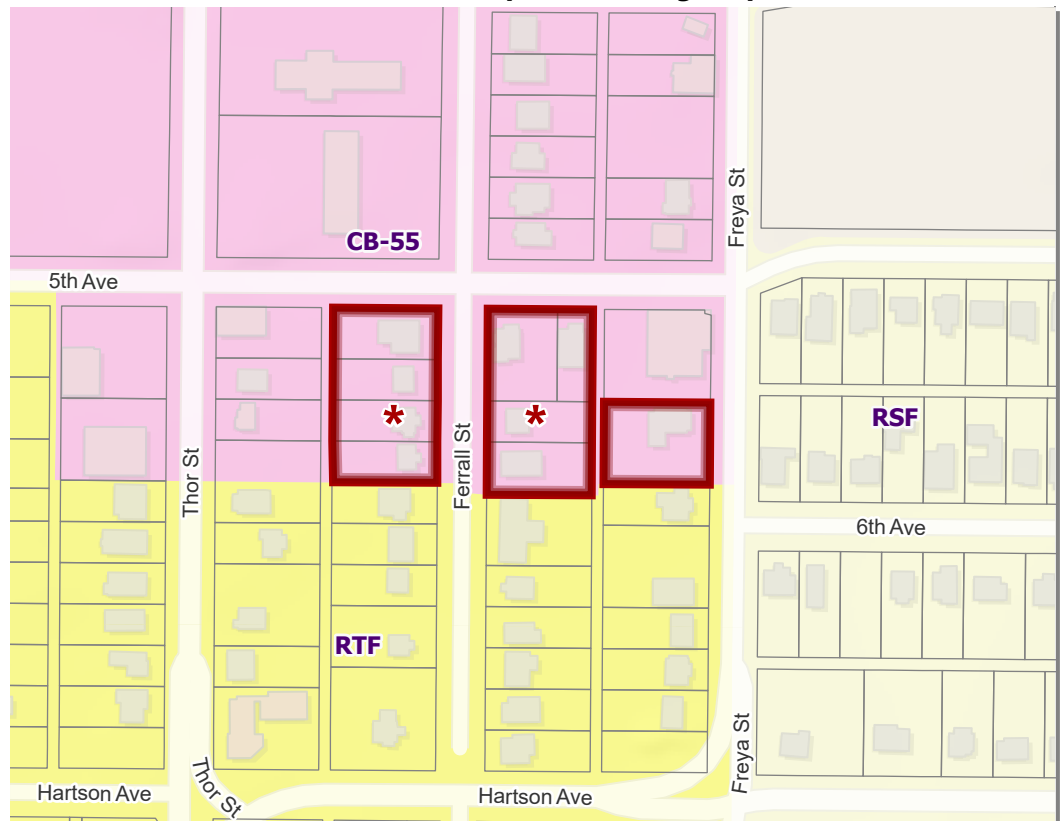 Freya St
CB-55
5th Ave
*
*
RSF
Thor St
Ferrall St
6th Ave
RTF
Freya St
Thor St
Hartson Ave
Hartson Ave